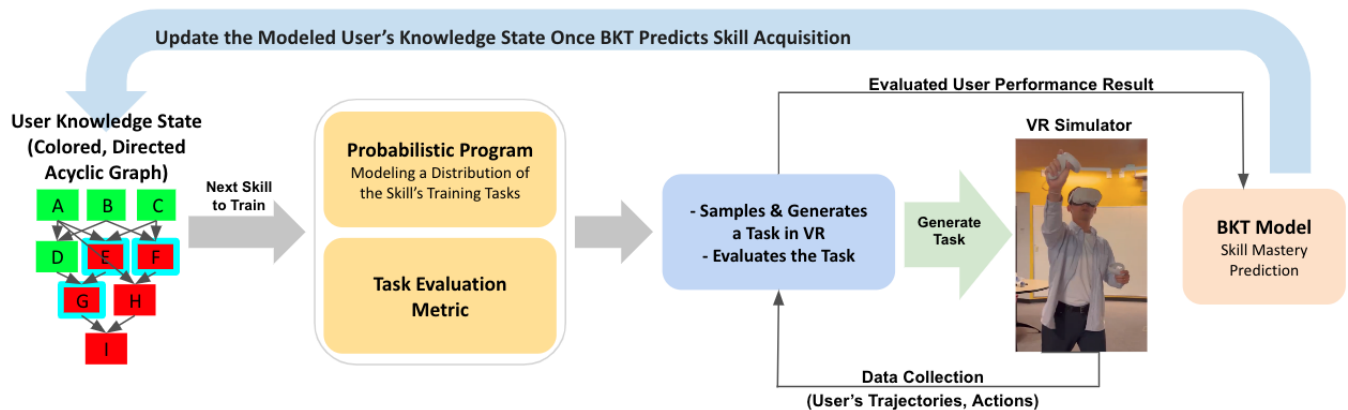 Update the Modeled User's Knowledge State Once BKT Predicts Skill Acquisition
User Knowledge State
(Colored, Directed
Acyclic Graph)
A B C
D E F
G H
I
Next Skill
to Train
Probabilistic Program
Modeling a Distribution of
the Skill's Training Tasks
Task Evaluation
Metric
- Samples & Generates
a Task in VR
- Evaluates the Task
Evaluated User Performance Result
Generate
Task
VR Simulator
Data Collection
(User's Trajectories, Actions)
BKT Model
Skill Mastery
Prediction